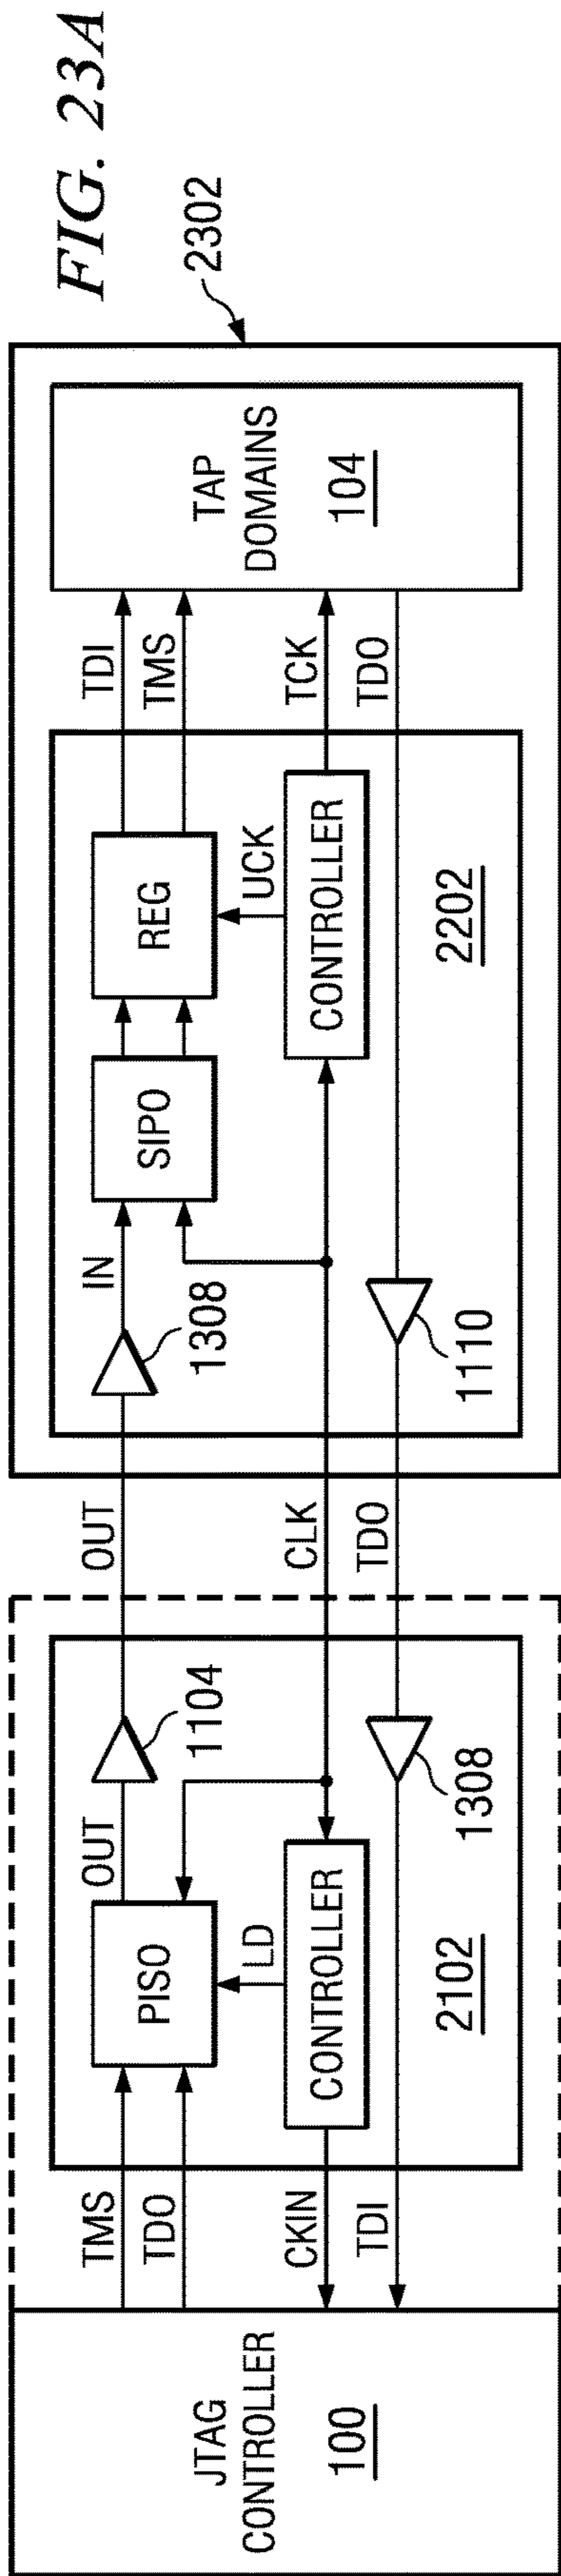 FIG. 23A
2302
JTAG
CONTROLLER
100
TMS
TDO
CKIN
TDI
PISO
OUT
1104
LD
CONTROLLER
1308
2102
OUT
CLK
TDO
1308
IN
SIPO
REG
UCK
CONTROLLER
1110
2202
TDI
TMS
TCK
TDO
TAP
DOMAINS
104